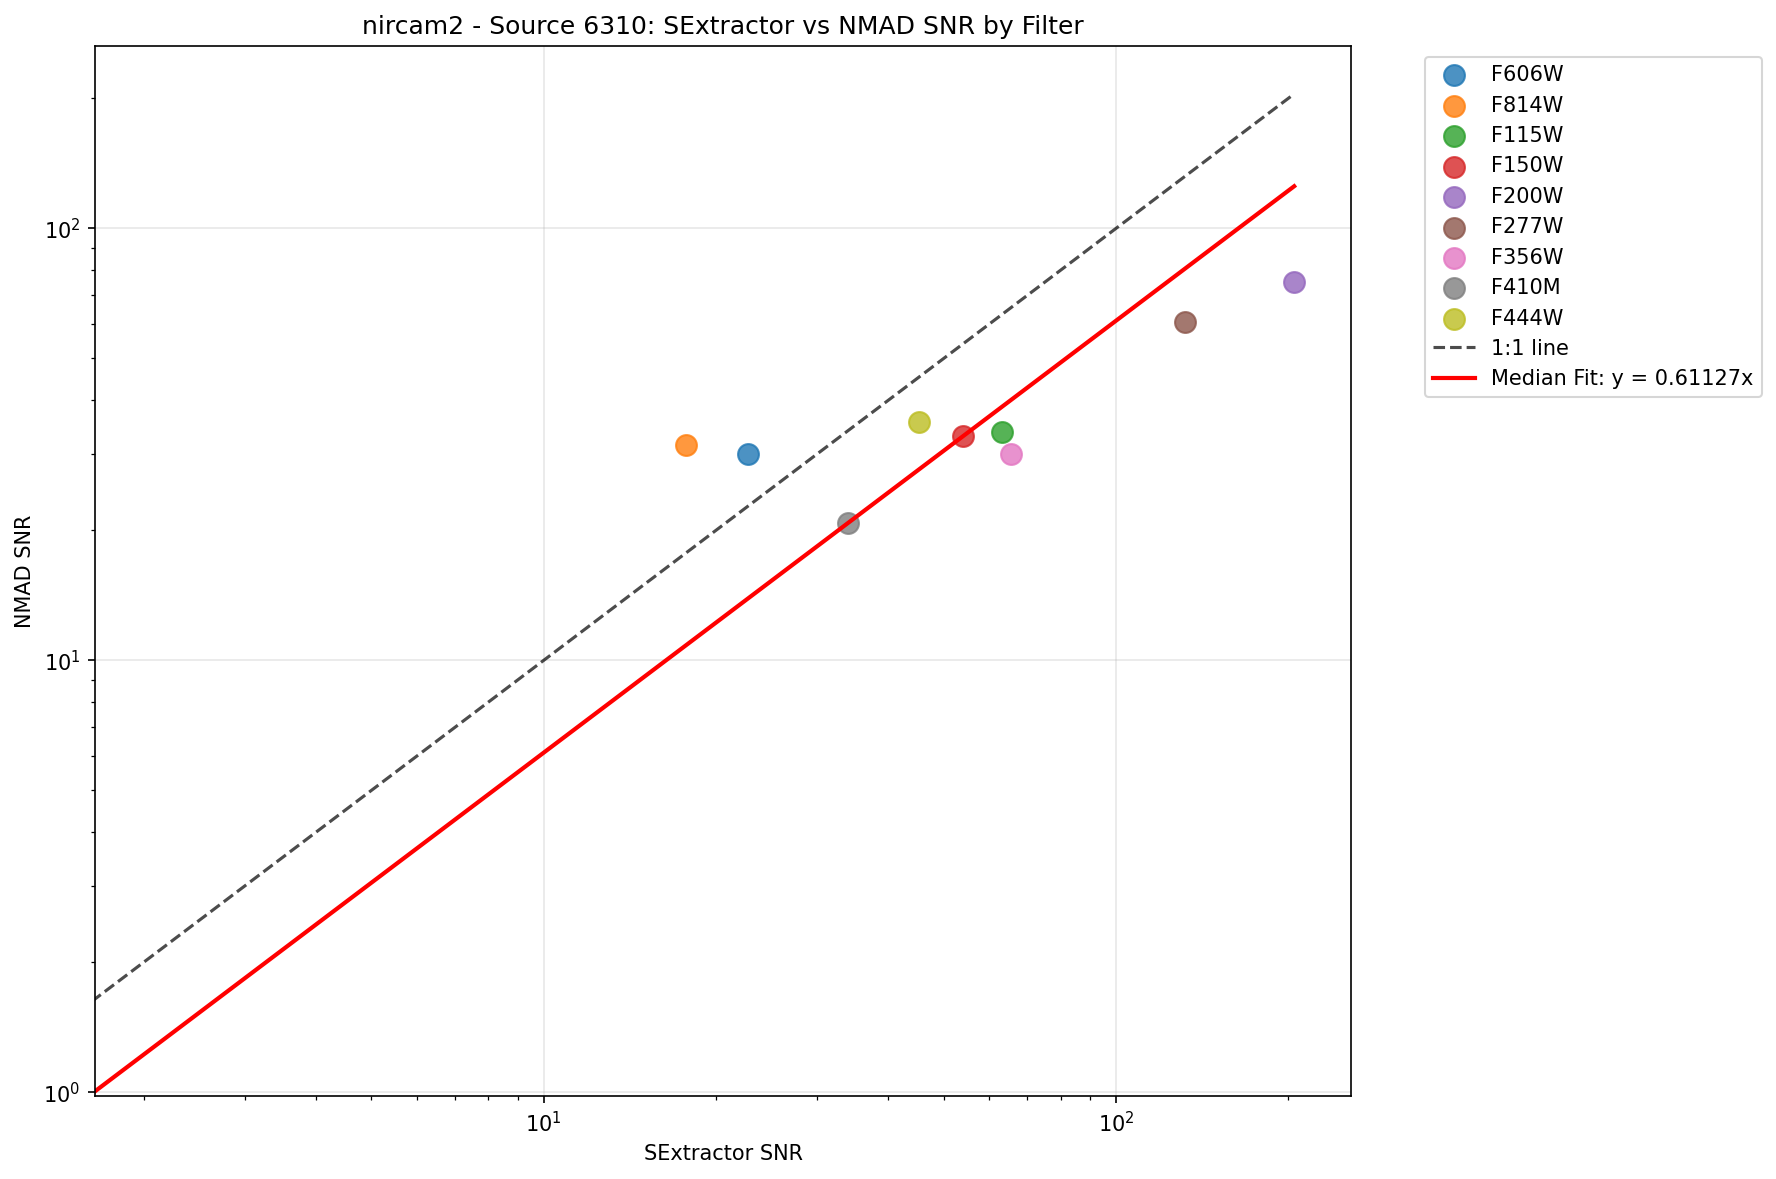 nircam2 - Source 6310: SExtractor vs NMAD SNR by Filter
F606W
F814W
F115W
F150W
F200W
F277W
F356W
F410M
F444W
1:1 line
Median Fit: y = 0.61127x
NMAD SNR
10²
10¹
10⁰
10¹
10²
SExtractor SNR